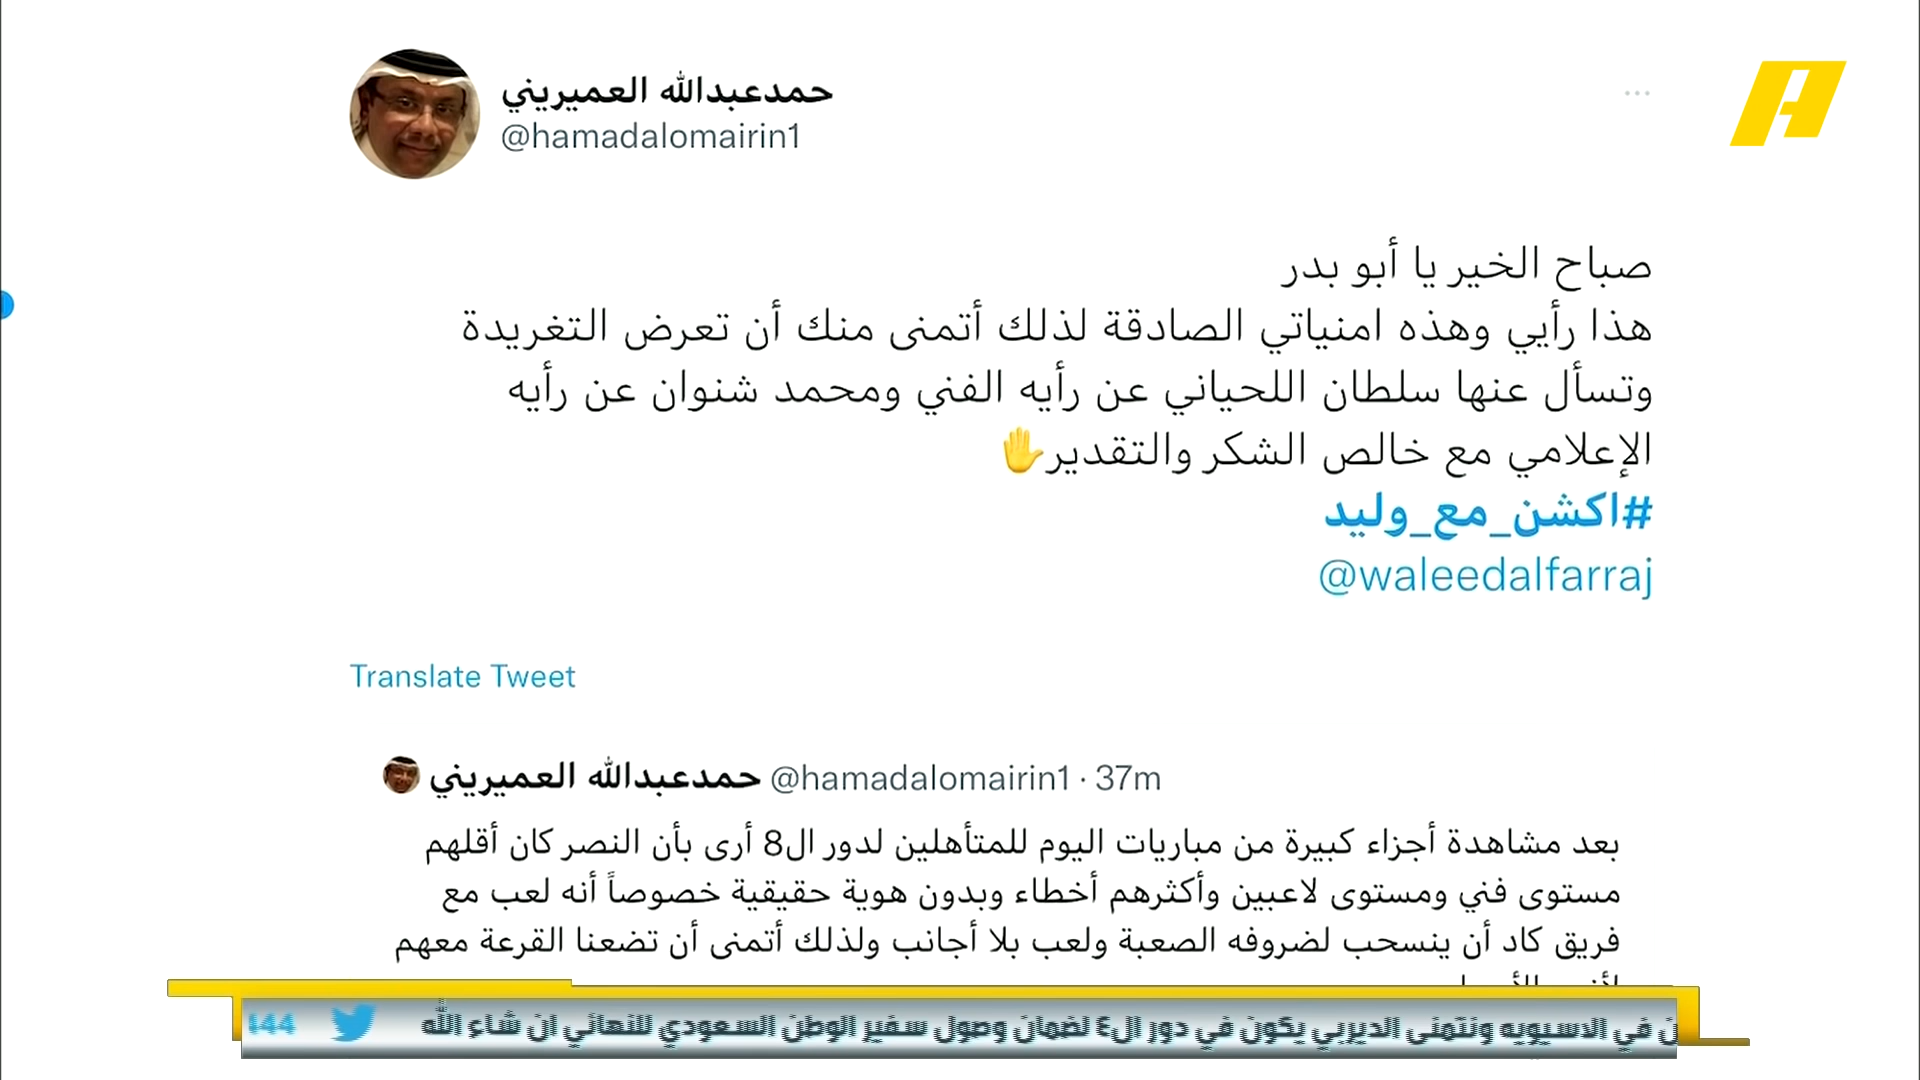 حمدعبدالله العميريني
@hamadalomairin1
صباح الخير يا أبو بدر
هذا رأيي وهذه امنياتي الصادقة لذلك أتمنى منك أن تعرض التغريدة
وتسأل عنها سلطان اللحياني عن رأيه الفني ومحمد شنوان عن رأيه
الإعلامي مع خالص الشكر والتقدير✋
#اكشن_مع_وليد
@waleedalfarraj
Translate Tweet
حمدعبدالله العميريني @hamadalomairin1 · 37m
بعد مشاهدة أجزاء كبيرة من مباريات اليوم للمتأهلين لدور ال8 أرى بأن النصر كان أقلهم
مستوى فني ومستوى لاعبين وأكثرهم أخطاء وبدون هوية حقيقية خصوصاً أنه لعب مع
فريق كاد أن ينسحب لضروفه الصعبة ولعب بلا أجانب ولذلك أتمنى أن تضعنا القرعة معهم
في الاسيويه ونتمنى الديربي يكون في دور ال٤ لضمان وصول سفير الوطن السعودي للنهائي ان شاء الله
144